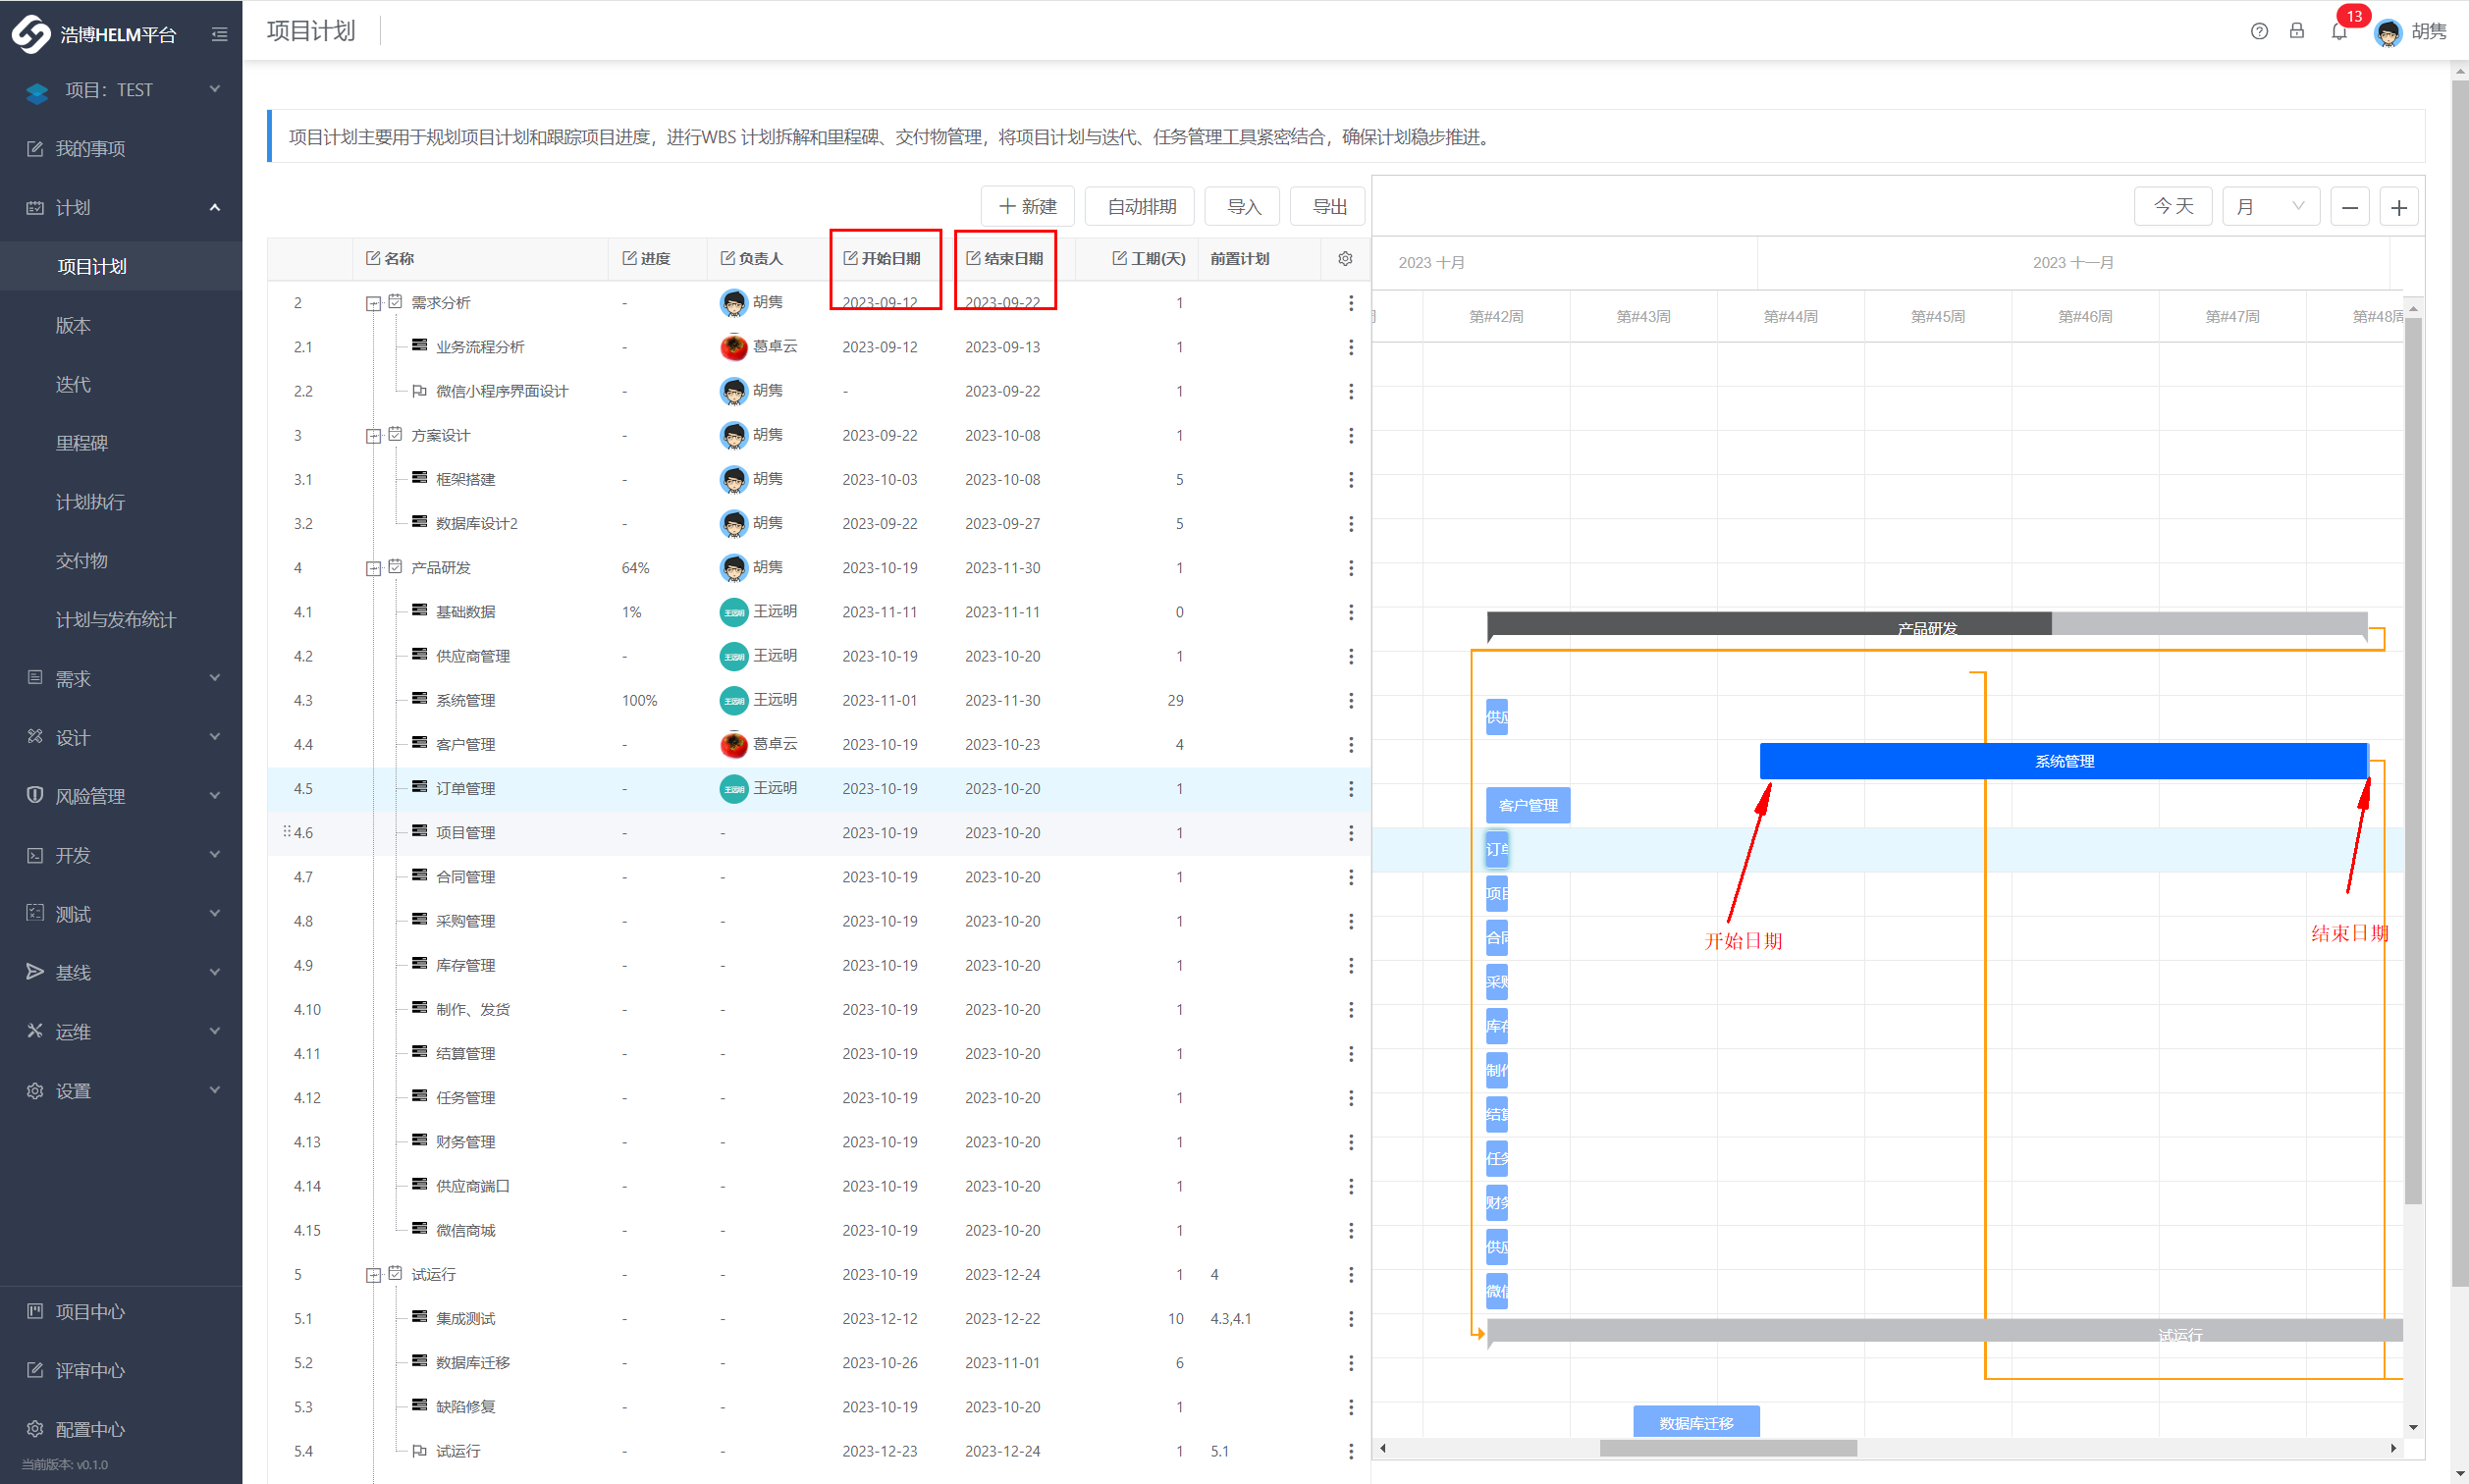 浩博HELM平台
项目计划
13
胡隽
项目：TEST
我的事项
计划
项目计划
版本
迭代
里程碑
计划执行
交付物
计划与发布统计
需求
设计
风险管理
开发
测试
基线
运维
设置
项目中心
评审中心
配置中心
当前版本: v0.1.0
项目计划主要用于规划项目计划和跟踪项目进度，进行WBS 计划拆解和里程碑、交付物管理，将项目计划与迭代、任务管理工具紧密结合，确保计划稳步推进。
新建 自动排期 导入 导出
名称 进度 负责人 开始日期 结束日期 工期(天) 前置计划
2 需求分析 - 胡隽 2023-09-12 2023-09-22 1
2.1 业务流程分析 - 葛卓云 2023-09-12 2023-09-13 1
2.2 微信小程序界面设计 - 胡隽 - 2023-09-22 1
3 方案设计 - 胡隽 2023-09-22 2023-10-08 1
3.1 框架搭建 - 胡隽 2023-10-03 2023-10-08 5
3.2 数据库设计2 - 胡隽 2023-09-22 2023-09-27 5
4 产品研发 64% 胡隽 2023-10-19 2023-11-30 1
4.1 基础数据 1% 王远明 王远明 2023-11-11 2023-11-11 0
4.2 供应商管理 - 王远明 王远明 2023-10-19 2023-10-20 1
4.3 系统管理 100% 王远明 王远明 2023-11-01 2023-11-30 29
4.4 客户管理 - 葛卓云 2023-10-19 2023-10-23 4
4.5 订单管理 - 王远明 王远明 2023-10-19 2023-10-20 1
4.6 项目管理 - - 2023-10-19 2023-10-20 1
4.7 合同管理 - - 2023-10-19 2023-10-20 1
4.8 采购管理 - - 2023-10-19 2023-10-20 1
4.9 库存管理 - - 2023-10-19 2023-10-20 1
4.10 制作、发货 - - 2023-10-19 2023-10-20 1
4.11 结算管理 - - 2023-10-19 2023-10-20 1
4.12 任务管理 - - 2023-10-19 2023-10-20 1
4.13 财务管理 - - 2023-10-19 2023-10-20 1
4.14 供应商端口 - - 2023-10-19 2023-10-20 1
4.15 微信商城 - - 2023-10-19 2023-10-20 1
5 试运行 - - 2023-10-19 2023-12-24 1 4
5.1 集成测试 - - 2023-12-12 2023-12-22 10 4.3,4.1
5.2 数据库迁移 - - 2023-10-26 2023-11-01 6
5.3 缺陷修复 - - 2023-10-19 2023-10-20 1
5.4 试运行 - - 2023-12-23 2023-12-24 1 5.1
今天 月
2023 十月 2023 十一月
第#42周 第#43周 第#44周 第#45周 第#46周 第#47周 第#48周
产品研发
供应
系统管理
客户管理
订单
项目
合同
采购
库存
制作
结算
任务
财务
供应
微信
开始日期
结束日期
试运行
数据库迁移